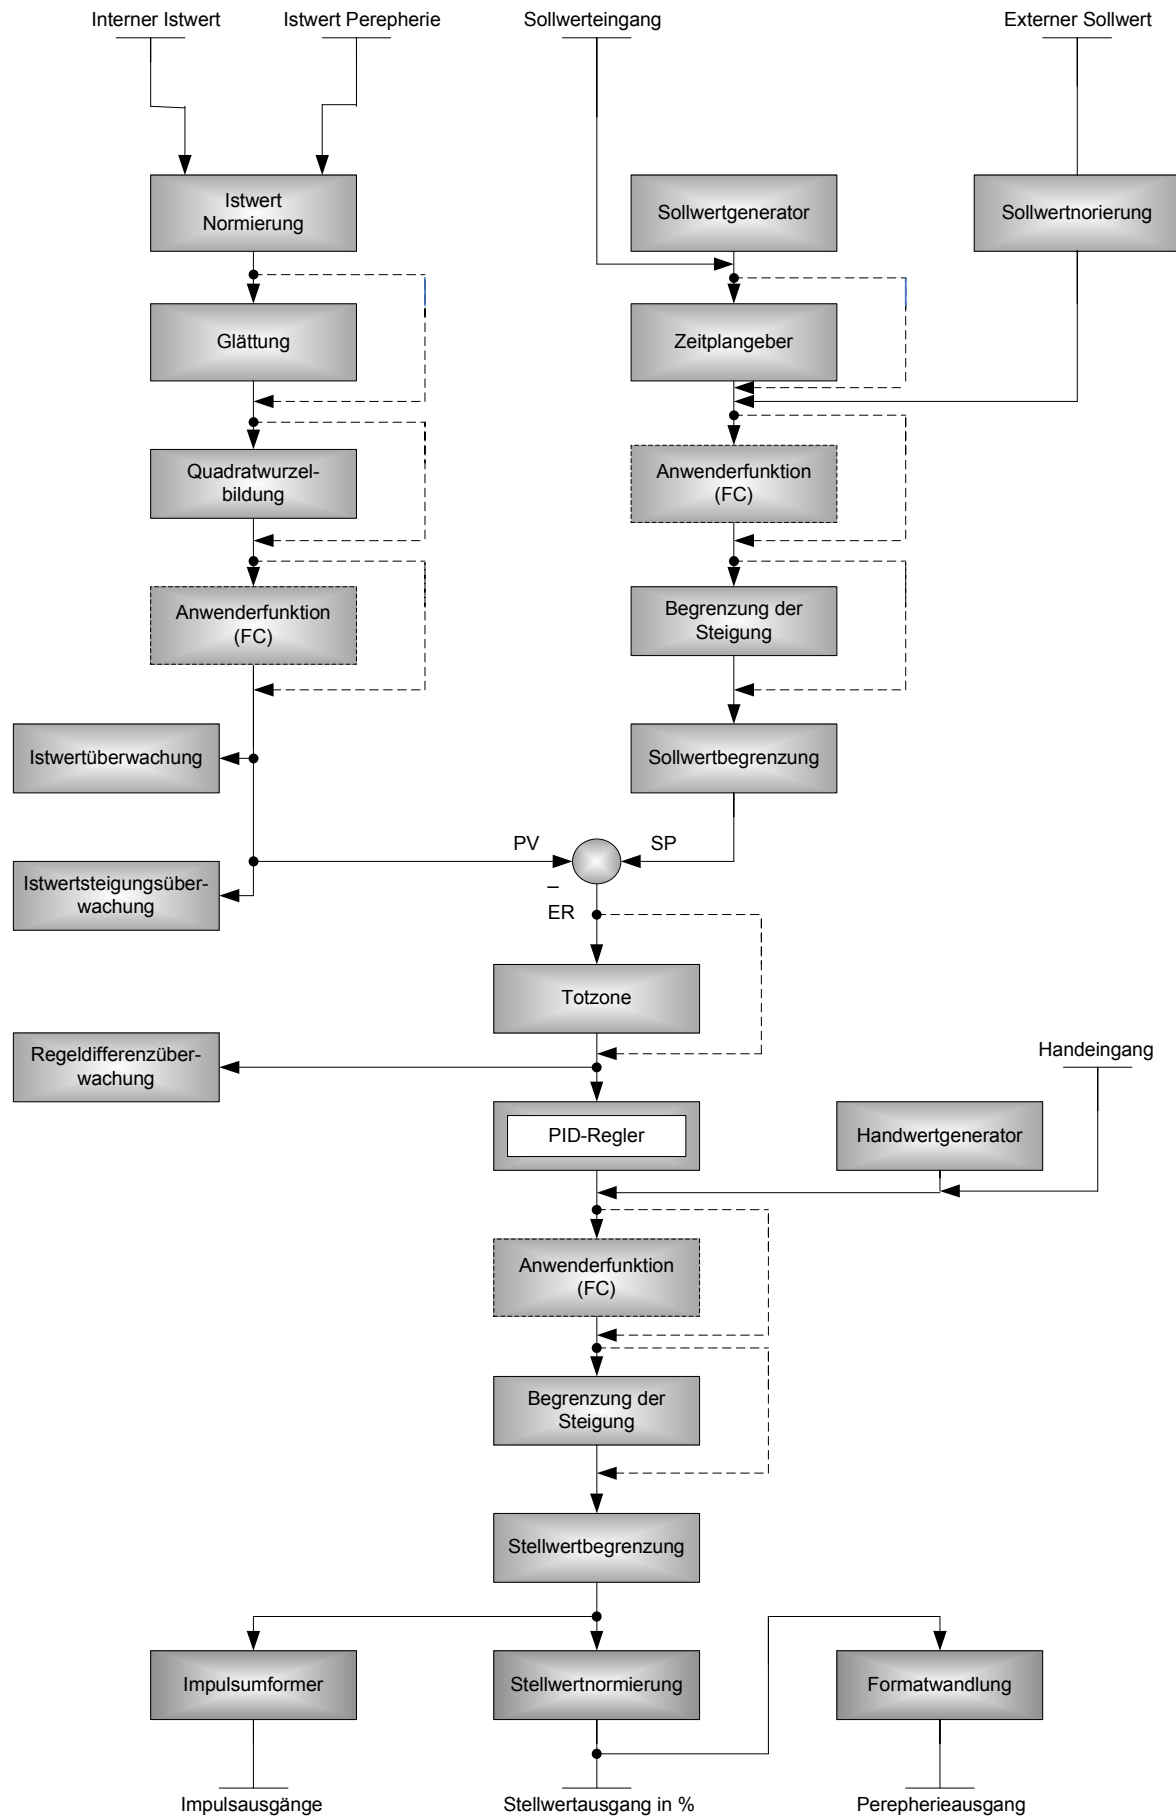 Interner Istwert
Istwert Perepherie
Sollwerteingang
Externer Sollwert
Istwert
Normierung
Sollwertgenerator
Sollwertnorierung
Glättung
Zeitplangeber
Quadratwurzel-
bildung
Anwenderfunktion
(FC)
Anwenderfunktion
(FC)
Begrenzung der
Steigung
Istwertüberwachung
Sollwertbegrenzung
PV
SP
Istwertsteigungsüber-
wachung
–
ER
Totzone
Regeldifferenzüber-
wachung
Handeingang
PID-Regler
Handwertgenerator
Anwenderfunktion
(FC)
Begrenzung der
Steigung
Stellwertbegrenzung
Impulsumformer
Stellwertnormierung
Formatwandlung
Impulsausgänge
Stellwertausgang in %
Perepherieausgang